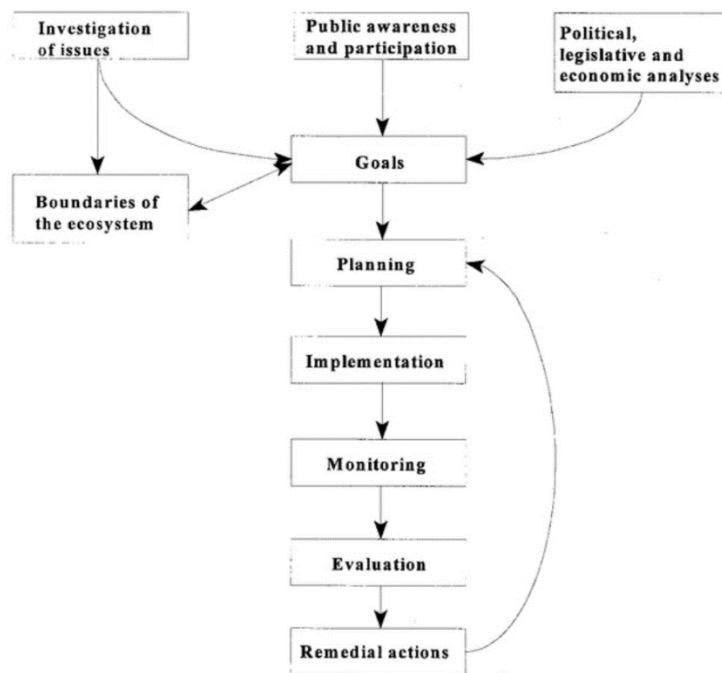 Investigation
of issues
Public awareness
and participation
Political,
legislative and
economic analyses
Goals
Boundaries of
the ecosystem
Planning
Implementation
Monitoring
Evaluation
Remedial actions